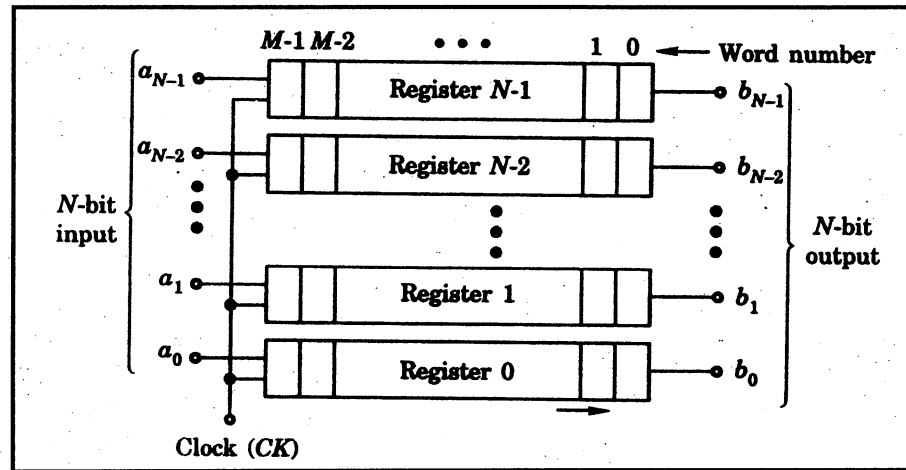 M-1 M-2 • • • 1 0 Word number
a_{N-1} Register N-1 b_{N-1}
a_{N-2} Register N-2 b_{N-2}
N-bit input
N-bit output
a_1 Register 1 b_1
a_0 Register 0 b_0
Clock (CK)